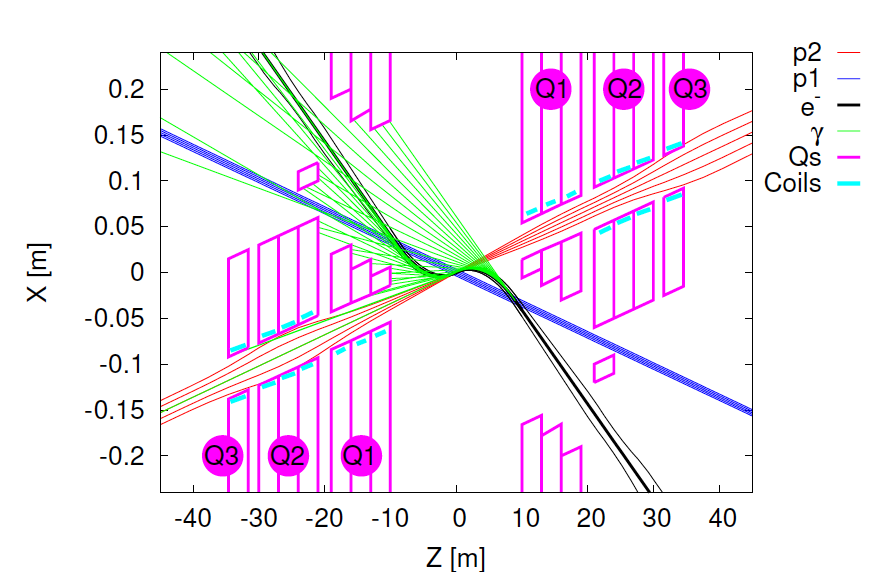 p2
p1
e-
γ
Qs
Coils
0.2
0.15
0.1
0.05
0
-0.05
-0.1
-0.15
-0.2
X [m]
Q1 Q2 Q3
Q3 Q2 Q1
-40 -30 -20 -10 0 10 20 30 40
Z [m]